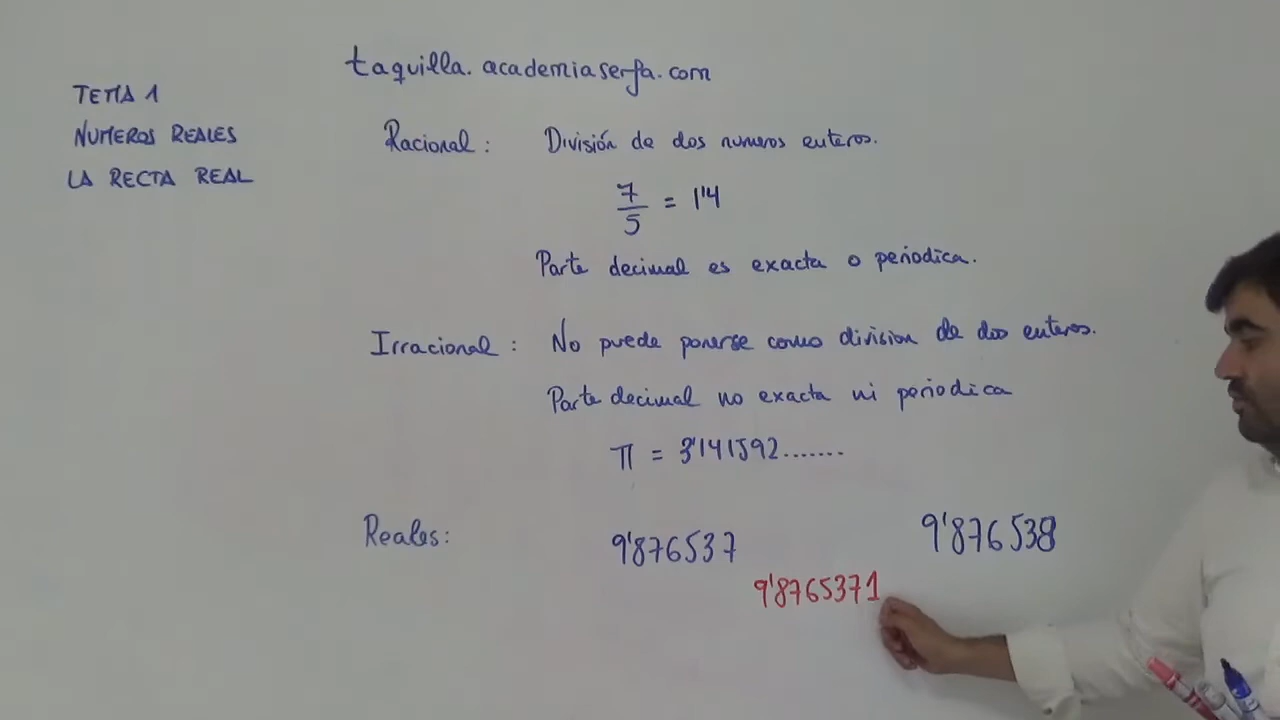 taquilla.academiaserfa.com
TEMA 1
NUMEROS REALES
LA RECTA REAL
Racional: División de dos numeros enteros.
7/5 = 1'4
Parte decimal es exacta o periodica.
Irracional: No puede ponerse como division de dos enteros.
Parte decimal no exacta ni periodica
π = 3'141592.......
Reales: 9'876537 9'876538
9'8765371